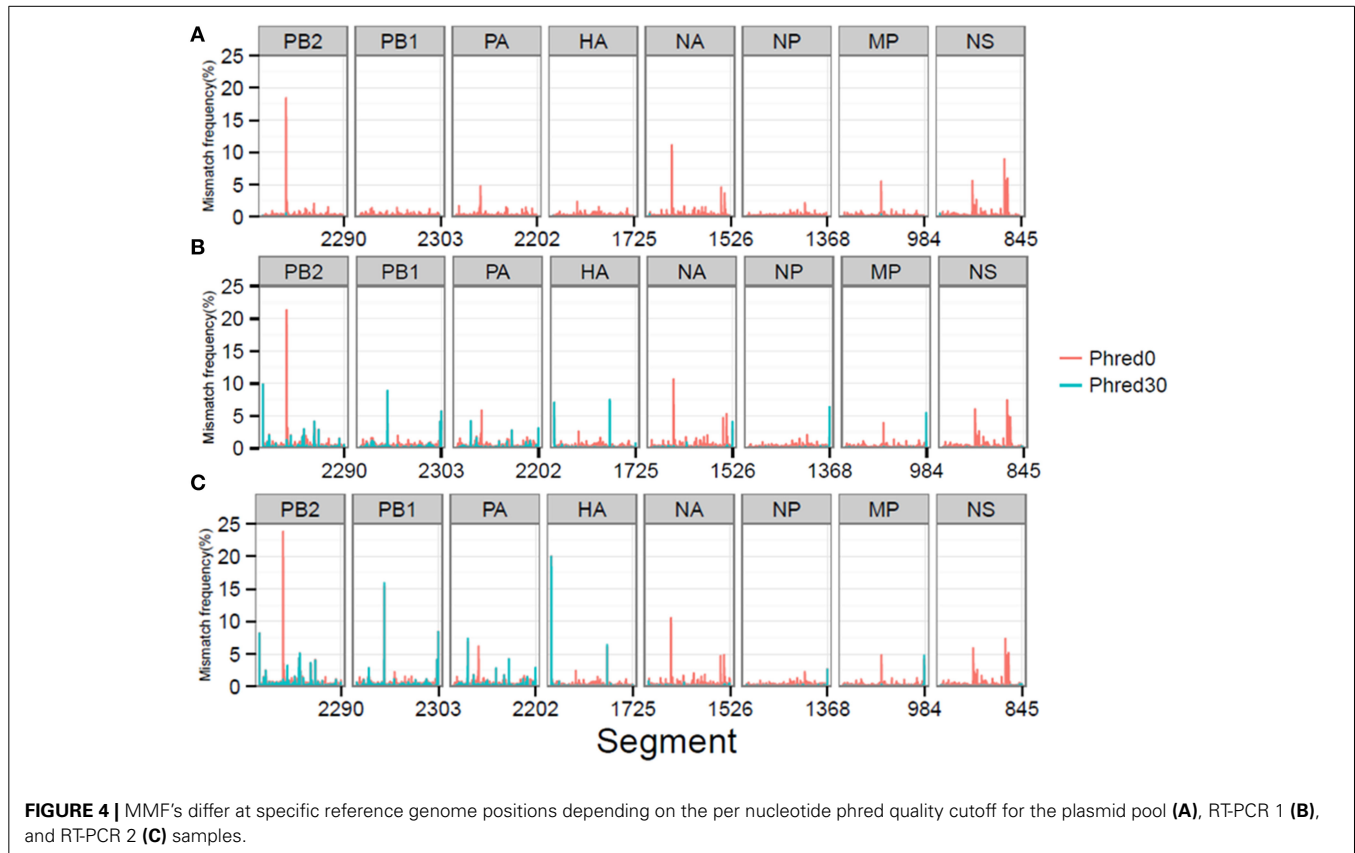 A
PB2 PB1 PA HA NA NP MP NS
Mismatch frequency(%)
25
20
15
10
5
0
2290 2303 2202 1725 1526 1368 984 845
B
PB2 PB1 PA HA NA NP MP NS
Mismatch frequency(%)
25
20
15
10
5
0
2290 2303 2202 1725 1526 1368 984 845
Phred0
Phred30
C
PB2 PB1 PA HA NA NP MP NS
Mismatch frequency(%)
25
20
15
10
5
0
2290 2303 2202 1725 1526 1368 984 845
Segment
FIGURE 4 | MMF's differ at specific reference genome positions depending on the per nucleotide phred quality cutoff for the plasmid pool (A), RT-PCR 1 (B),
and RT-PCR 2 (C) samples.